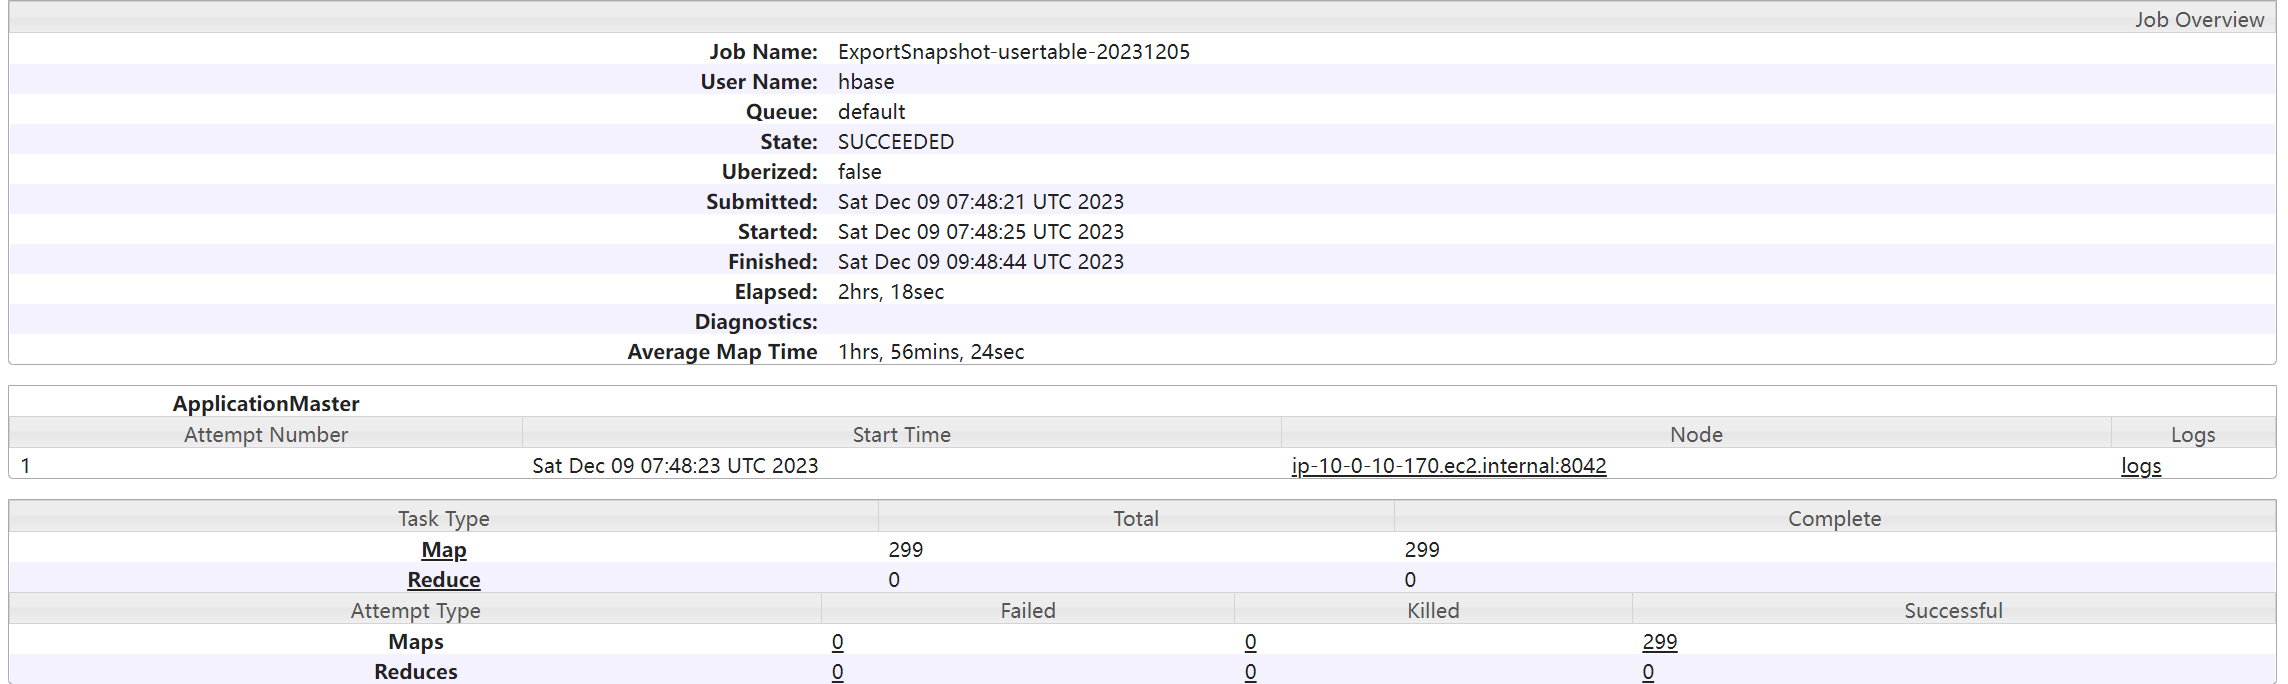 Job Overview
Job Name: ExportSnapshot-usertable-20231205
User Name: hbase
Queue: default
State: SUCCEEDED
Uberized: false
Submitted: Sat Dec 09 07:48:21 UTC 2023
Started: Sat Dec 09 07:48:25 UTC 2023
Finished: Sat Dec 09 09:48:44 UTC 2023
Elapsed: 2hrs, 18sec
Diagnostics:
Average Map Time 1hrs, 56mins, 24sec
ApplicationMaster
Attempt Number Start Time Node Logs
1 Sat Dec 09 07:48:23 UTC 2023 ip-10-0-10-170.ec2.internal:8042 logs
Task Type Total Complete
Map 299 299
Reduce 0 0
Attempt Type Failed Killed Successful
Maps 0 0 299
Reduces 0 0 0